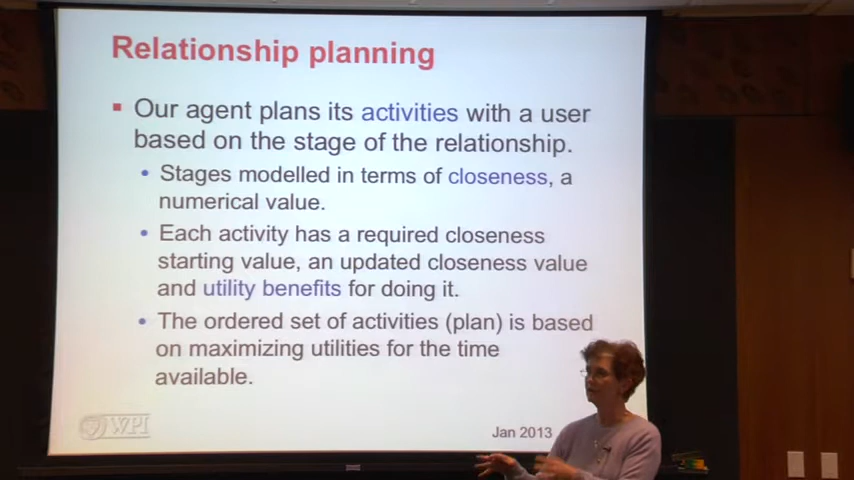 Relationship planning
Our agent plans its activities with a user
based on the stage of the relationship.
Stages modelled in terms of closeness, a
numerical value.
Each activity has a required closeness
starting value, an updated closeness value
and utility benefits for doing it.
The ordered set of activities (plan) is based
on maximizing utilities for the time
available.
WPI
Jan 2013